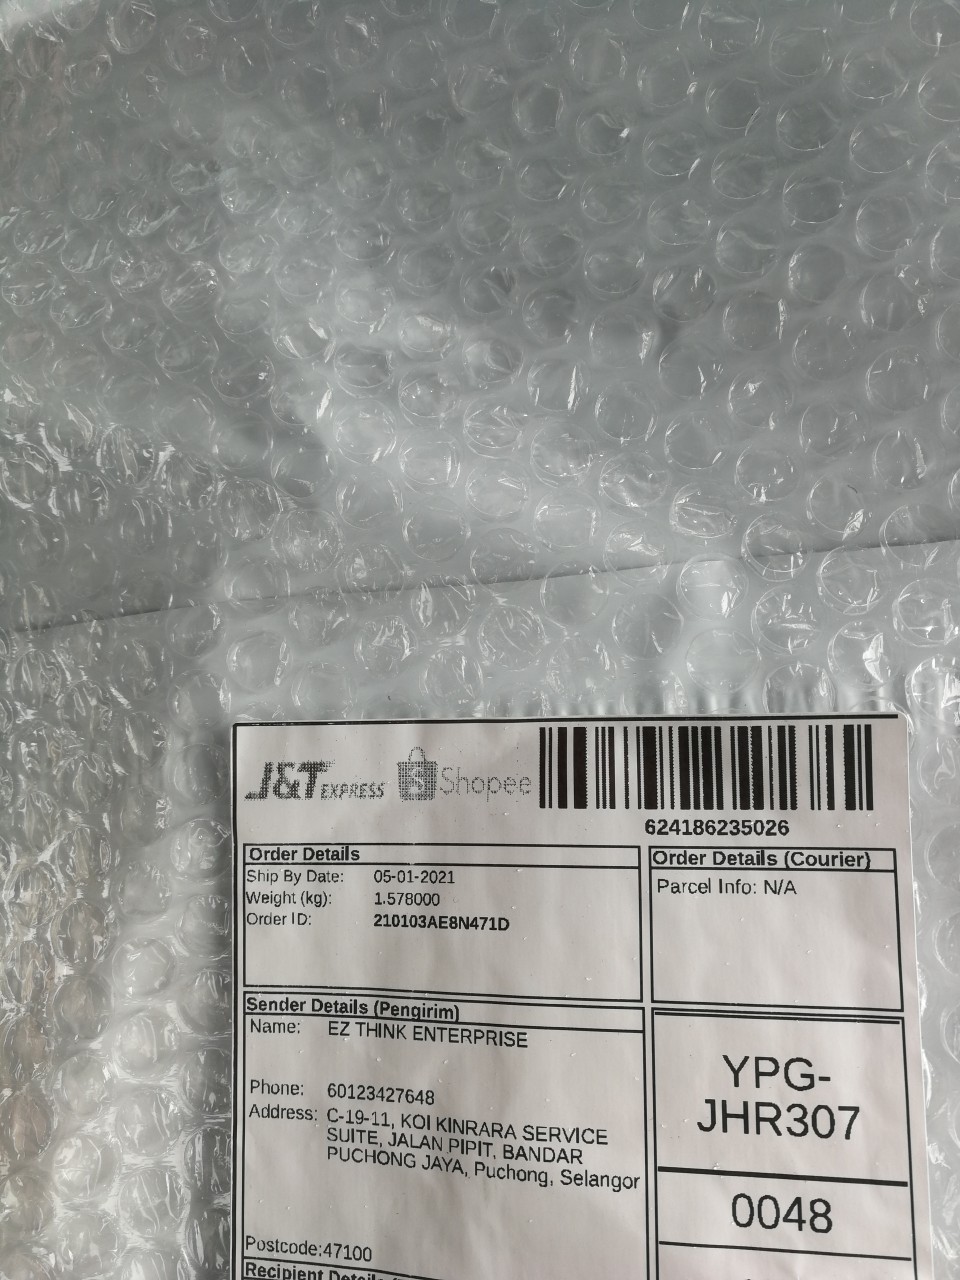 J&T EXPRESS Shopee
624186235026
Order Details
Ship By Date: 05-01-2021
Weight (kg): 1.578000
Order ID: 210103AE8N471D
Order Details (Courier)
Parcel Info: N/A
Sender Details (Pengirim)
Name: EZ THINK ENTERPRISE
Phone: 60123427648
Address: C-19-11, KOI KINRARA SERVICE
SUITE, JALAN PIPIT, BANDAR
PUCHONG JAYA, Puchong, Selangor
Postcode:47100
YPG-
JHR307
0048
Recipient Details